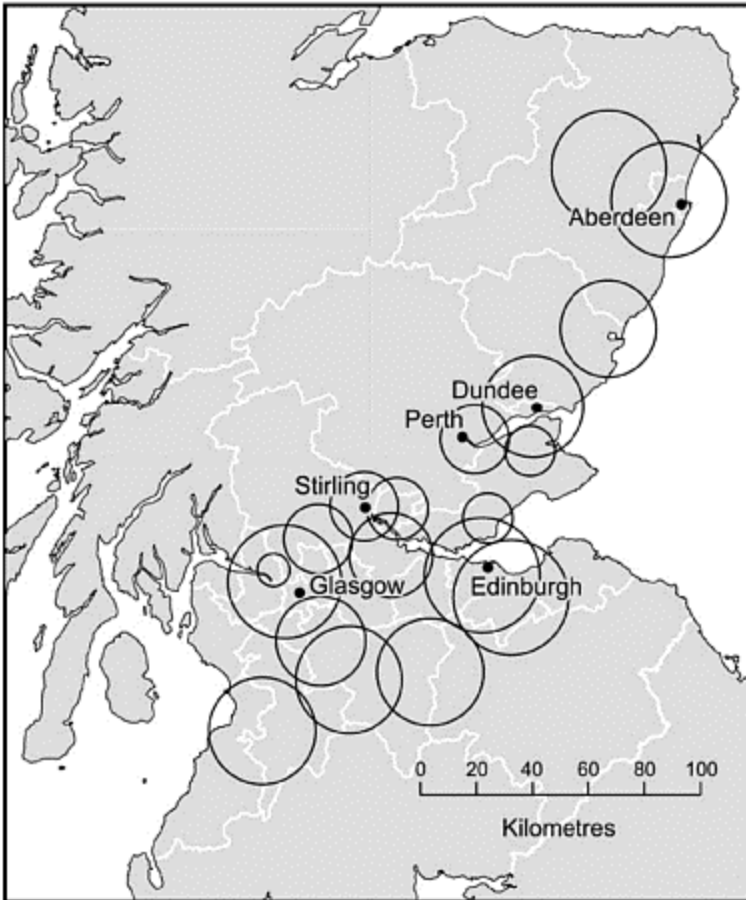 Aberdeen
Dundee
Perth
Stirling
Glasgow
Edinburgh
0 20 40 60 80 100
Kilometres